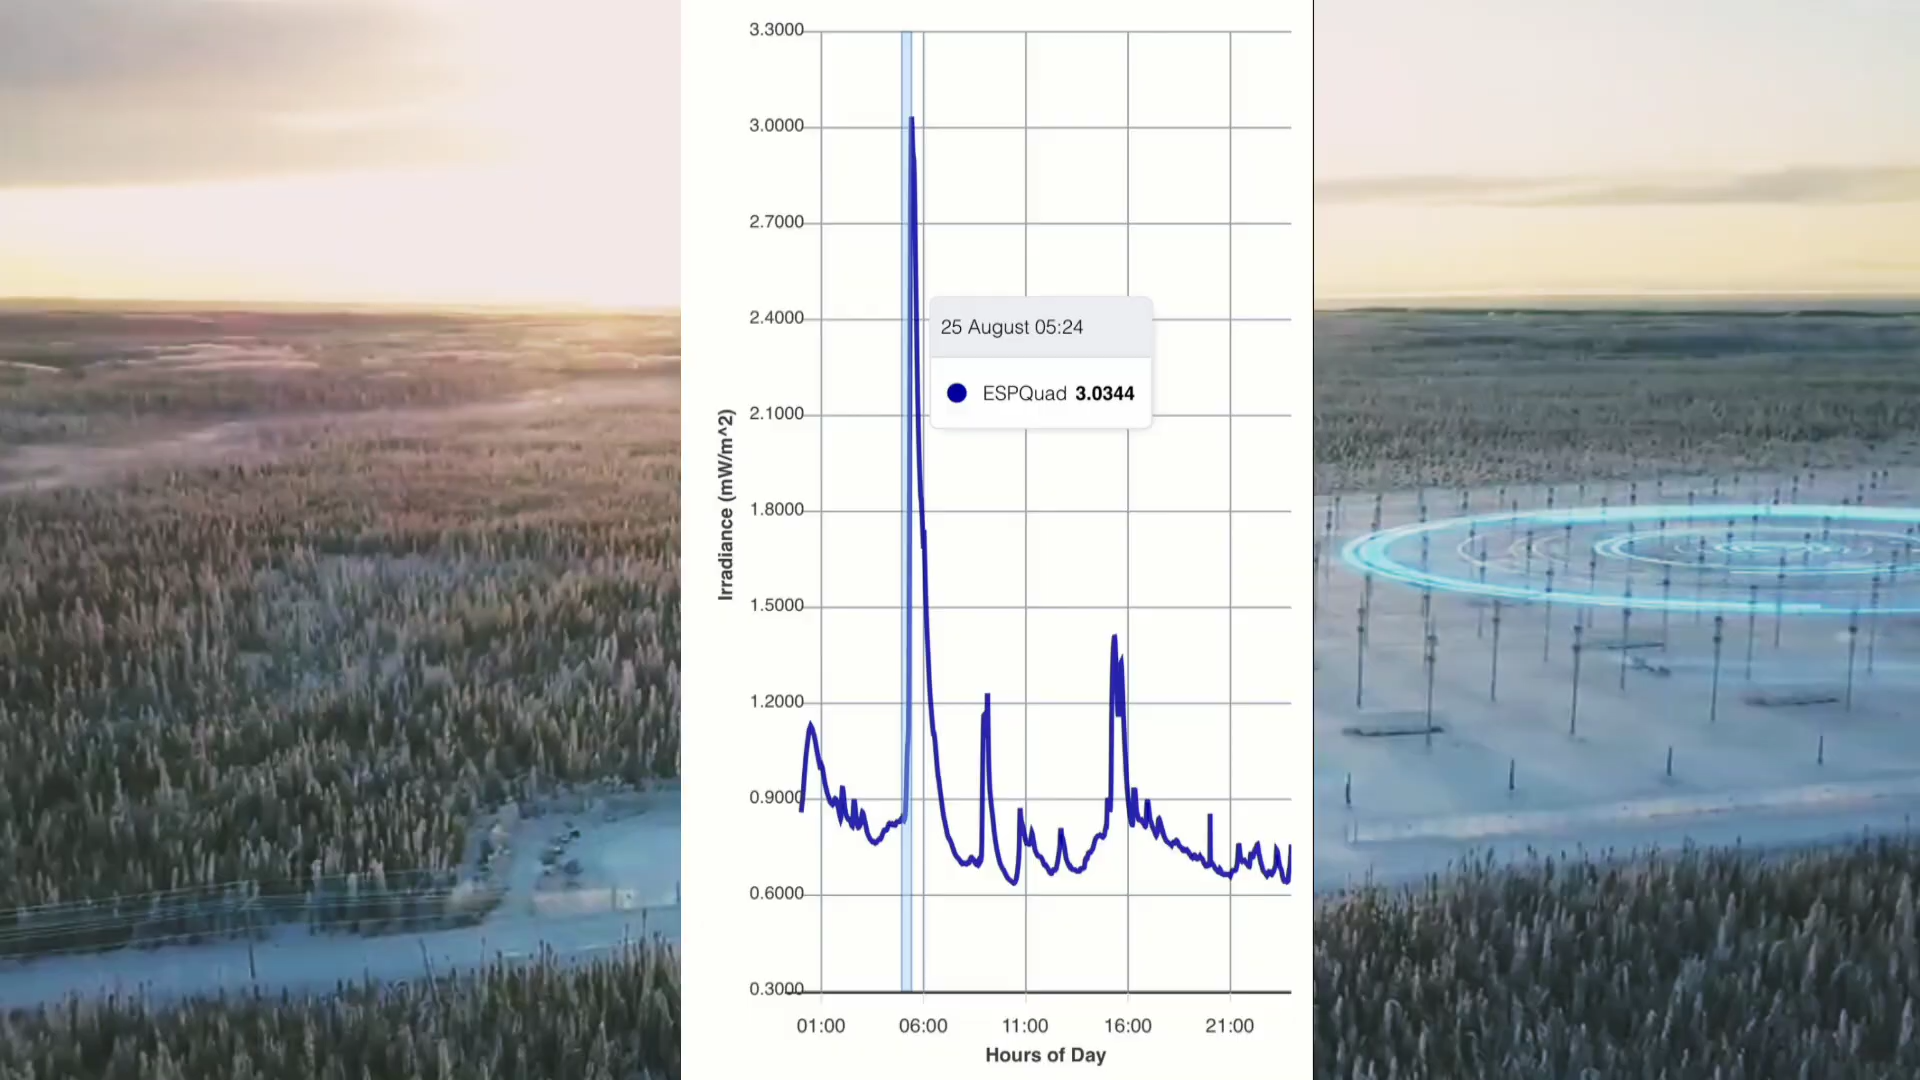 3.3000
3.0000
2.7000
2.4000
2.1000
1.8000
1.5000
1.2000
0.9000
0.6000
0.3000
Irradiance (mW/m^2)
25 August 05:24
ESPQuad 3.0344
01:00 06:00 11:00 16:00 21:00
Hours of Day